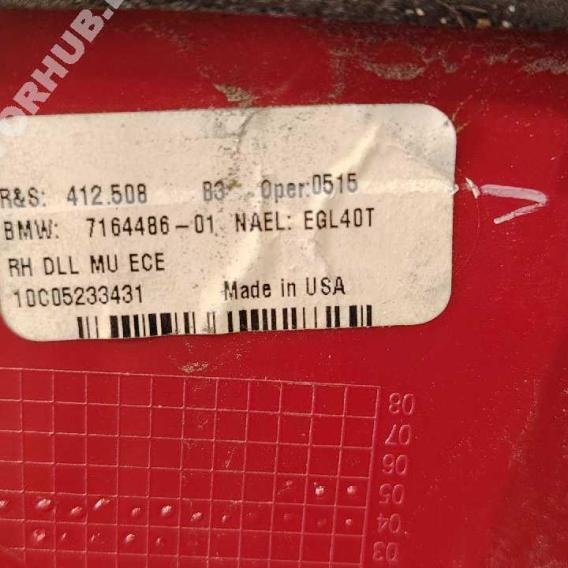 R&S: 412.508 B3 Oper:0515
BMW: 7164486-01 NAEL: EGL40T
RH DLL MU ECE
10C05233431 Made in USA
08
07
06
05
04
03